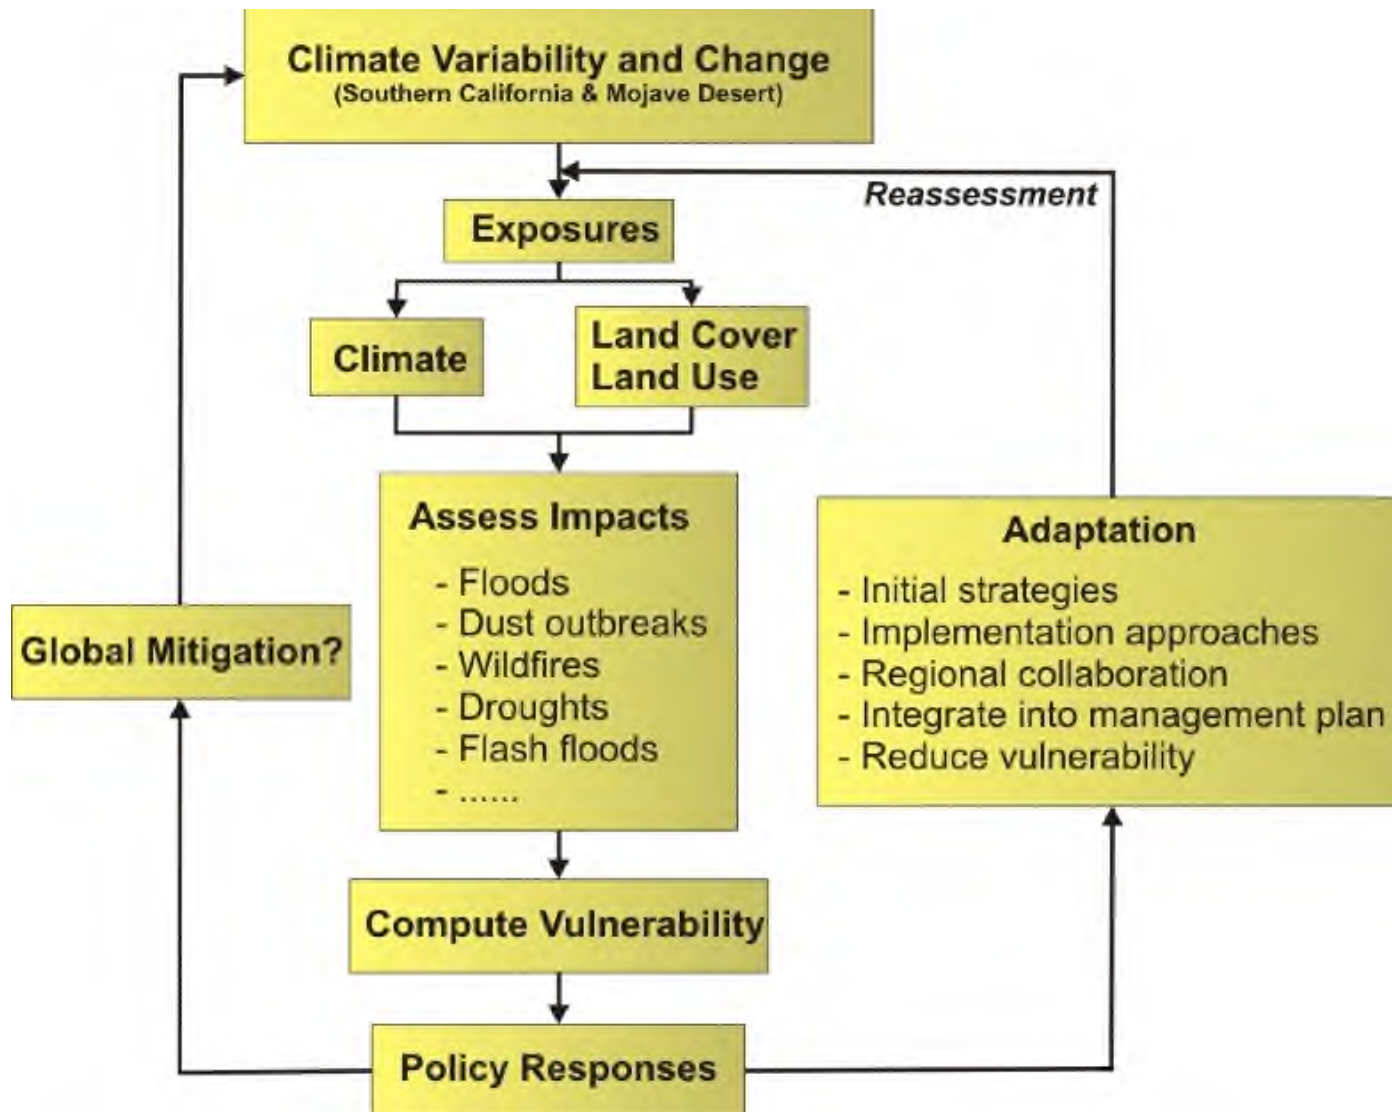 Climate Variability and Change
(Southern California & Mojave Desert)
Reassessment
Exposures
Climate
Land Cover
Land Use
Assess Impacts
- Floods
- Dust outbreaks
- Wildfires
- Droughts
- Flash floods
- ......
Adaptation
- Initial strategies
- Implementation approaches
- Regional collaboration
- Integrate into management plan
- Reduce vulnerability
Global Mitigation?
Compute Vulnerability
Policy Responses